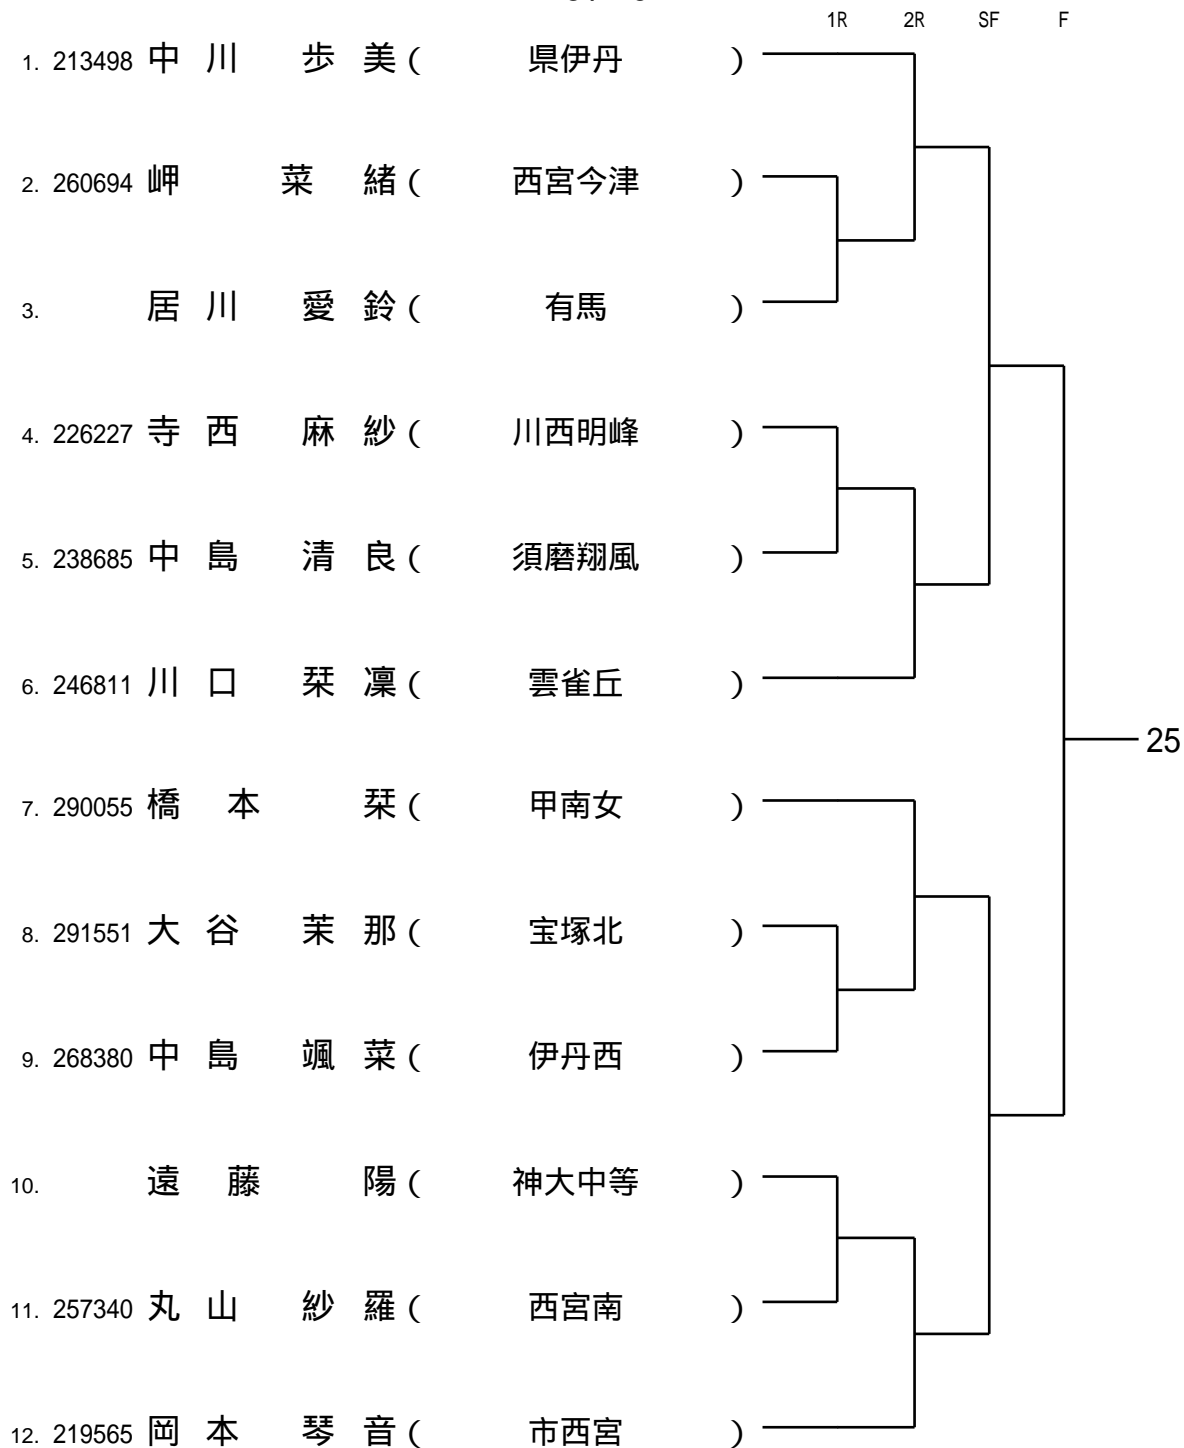 1R 2R SF F
1. 213498 中川 歩美 ( 県伊丹 )
2. 260694 岬 菜緒 ( 西宮今津 )
3. 居川 愛鈴 ( 有馬 )
4. 226227 寺西 麻紗 ( 川西明峰 )
5. 238685 中島 清良 ( 須磨翔風 )
6. 246811 川口 栞凜 ( 雲雀丘 )
25
7. 290055 橋本 栞 ( 甲南女 )
8. 291551 大谷 茉那 ( 宝塚北 )
9. 268380 中島 颯菜 ( 伊丹西 )
10. 遠藤 陽 ( 神大中等 )
11. 257340 丸山 紗羅 ( 西宮南 )
12. 219565 岡本 琴音 ( 市西宮 )